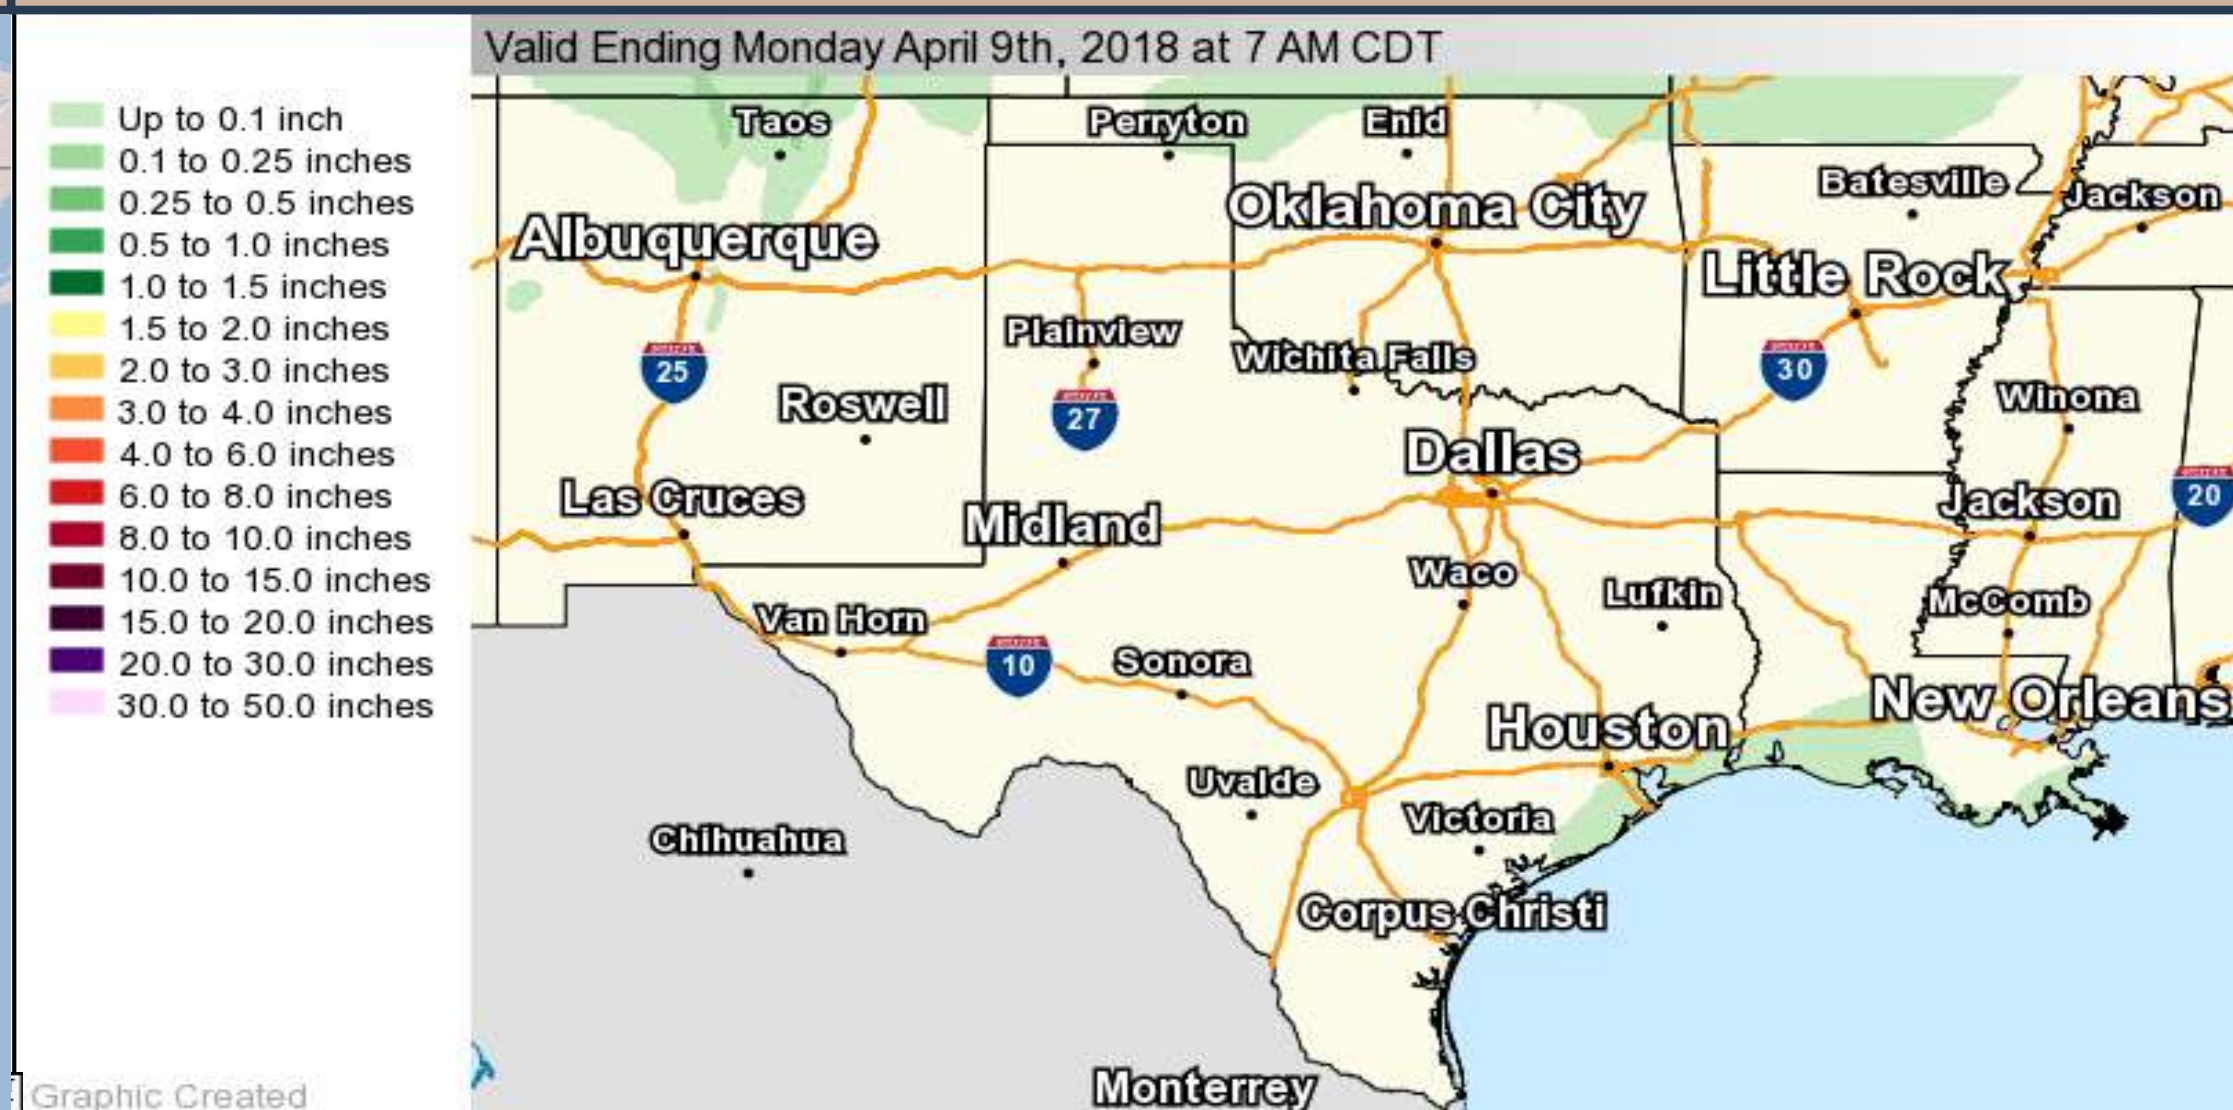 Valid Ending Monday April 9th, 2018 at 7 AM CDT
Up to 0.1 inch
0.1 to 0.25 inches
0.25 to 0.5 inches
0.5 to 1.0 inches
1.0 to 1.5 inches
1.5 to 2.0 inches
2.0 to 3.0 inches
3.0 to 4.0 inches
4.0 to 6.0 inches
6.0 to 8.0 inches
8.0 to 10.0 inches
10.0 to 15.0 inches
15.0 to 20.0 inches
20.0 to 30.0 inches
30.0 to 50.0 inches
Graphic Created
Taos
Perryton
Enid
Batesville
Jackson
Oklahoma City
Albuquerque
Little Rock
Plainview
Wichita Falls
25
30
Roswell
27
Winona
Dallas
Las Cruces
Midland
Jackson
20
Waco
Lufkin
McComb
Van Horn
10
Sonora
New Orleans
Houston
Uvalde
Victoria
Chihuahua
Corpus Christi
Monterrey